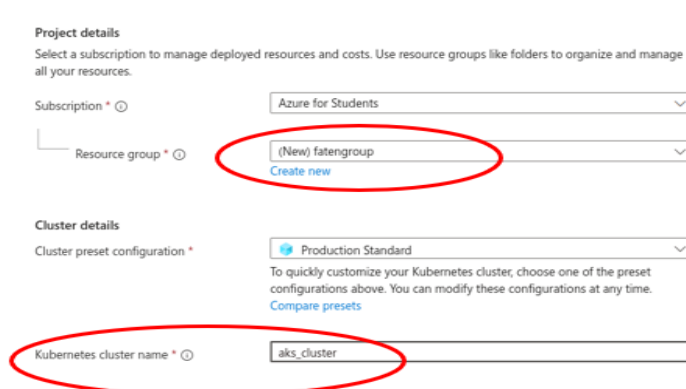 Project details
Select a subscription to manage deployed resources and costs. Use resource groups like folders to organize and manage
all your resources.
Subscription *
Azure for Students
Resource group *
(New) fatengroup
Create new
Cluster details
Cluster preset configuration *
Production Standard
To quickly customize your Kubernetes cluster, choose one of the preset
configurations above. You can modify these configurations at any time.
Compare presets
Kubernetes cluster name *
aks_cluster